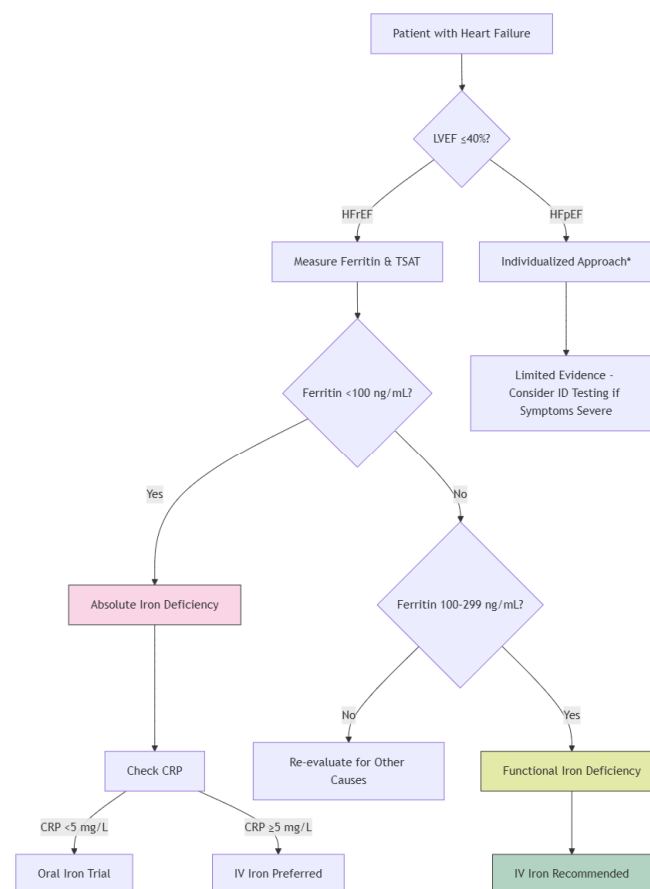 Patient with Heart Failure
LVEF ≤40%?
HFrEF
HFpEF
Measure Ferritin & TSAT
Individualized Approach*
Ferritin <100 ng/mL?
Limited Evidence -
Consider ID Testing if
Symptoms Severe
Yes
No
Absolute Iron Deficiency
Ferritin 100-299 ng/mL?
No
Yes
Check CRP
Re-evaluate for Other
Causes
Functional Iron Deficiency
CRP <5 mg/L
CRP ≥5 mg/L
Oral Iron Trial
IV Iron Preferred
IV Iron Recommended